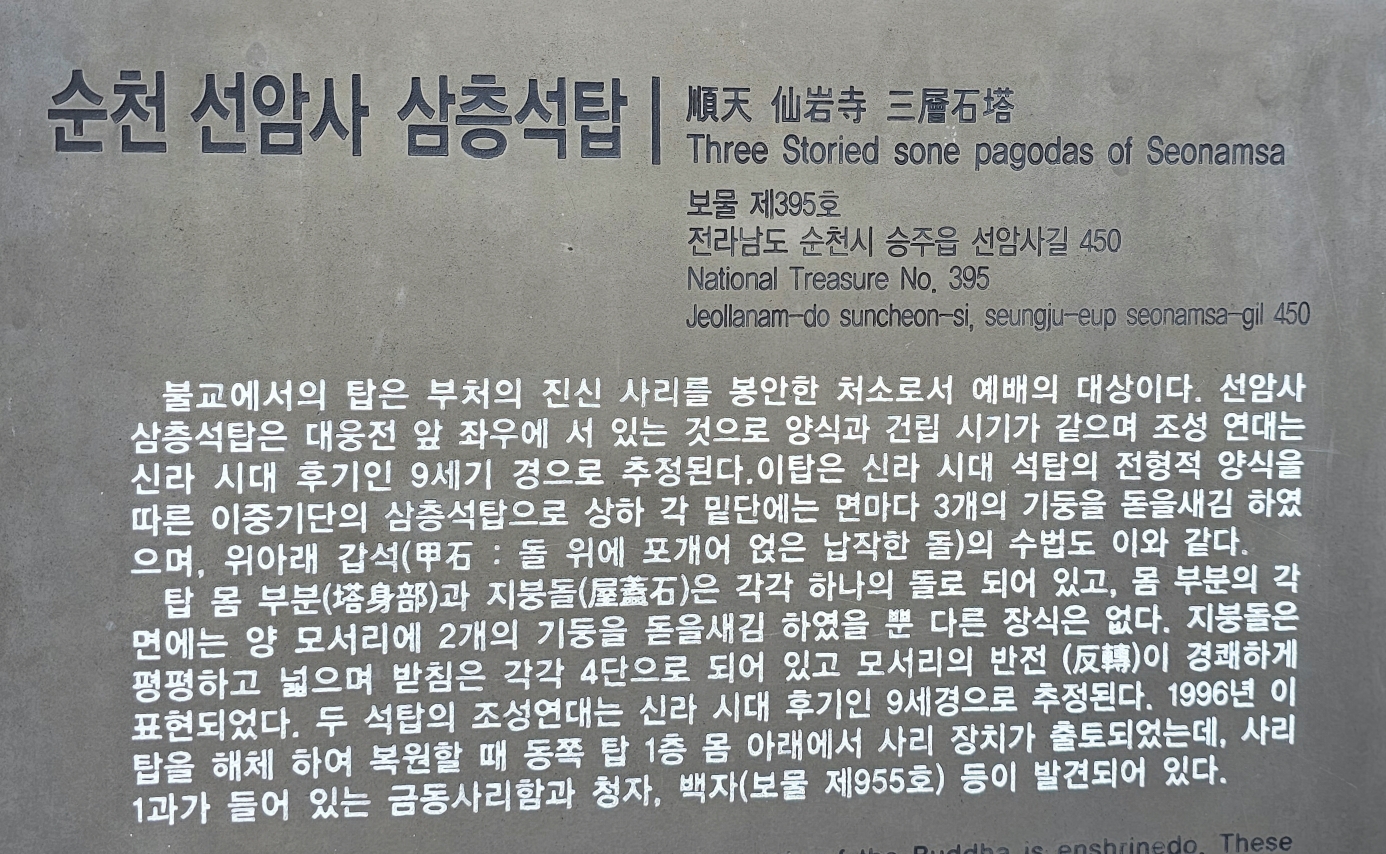 순천 선암사 삼층석탑
順天 仙岩寺 三層石塔
Three Storied sone pagodas of Seonamsa
보물 제395호
전라남도 순천시 승주읍 선암사길 450
National Treasure No. 395
Jeollanam-do suncheon-si, seungju-eup seonamsa-gil 450
불교에서의 탑은 부처의 진신 사리를 봉안한 처소로서 예배의 대상이다. 선암사
삼층석탑은 대웅전 앞 좌우에 서 있는 것으로 양식과 건립 시기가 같으며 조성 연대는
신라 시대 후기인 9세기 경으로 추정된다.이탑은 신라 시대 석탑의 전형적 양식을
따른 이중기단의 삼층석탑으로 상하 각 밑단에는 면마다 3개의 기둥을 돋을새김 하였
으며, 위아래 갑석(甲石 : 돌 위에 포개어 얹은 납작한 돌)의 수법도 이와 같다.
탑 몸 부분(塔身部)과 지붕돌(屋蓋石)은 각각 하나의 돌로 되어 있고, 몸 부분의 각
면에는 양 모서리에 2개의 기둥을 돋을새김 하였을 뿐 다른 장식은 없다. 지붕돌은
평평하고 넓으며 받침은 각각 4단으로 되어 있고 모서리의 반전 (反轉)이 경쾌하게
표현되었다. 두 석탑의 조성연대는 신라 시대 후기인 9세경으로 추정된다. 1996년 이
탑을 해체 하여 복원할 때 동쪽 탑 1층 몸 아래에서 사리 장치가 출토되었는데, 사리
1과가 들어 있는 금동사리함과 청자, 백자(보물 제955호) 등이 발견되어 있다.
of the Buddha is enshrinedo. These